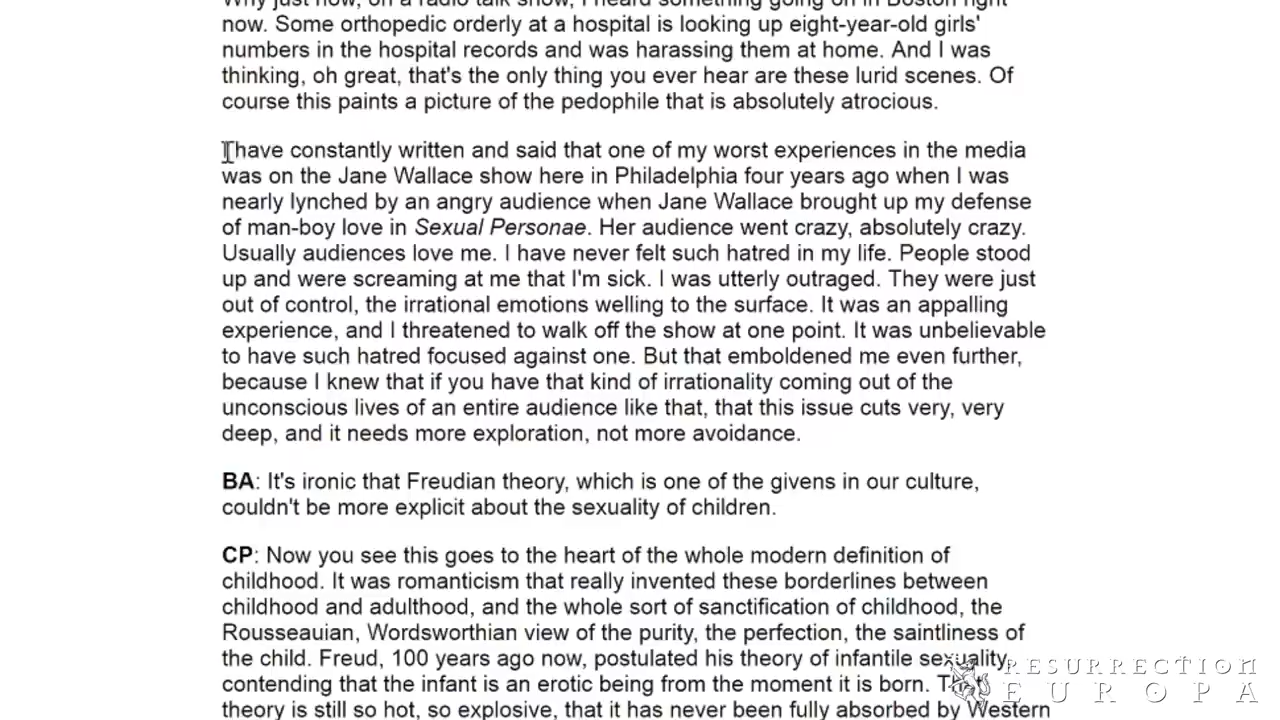 Why just now, on a radio talk show, I heard something going on in Boston right
now. Some orthopedic orderly at a hospital is looking up eight-year-old girls'
numbers in the hospital records and was harassing them at home. And I was
thinking, oh great, that's the only thing you ever hear are these lurid scenes. Of
course this paints a picture of the pedophile that is absolutely atrocious.
I have constantly written and said that one of my worst experiences in the media
was on the Jane Wallace show here in Philadelphia four years ago when I was
nearly lynched by an angry audience when Jane Wallace brought up my defense
of man-boy love in Sexual Personae. Her audience went crazy, absolutely crazy.
Usually audiences love me. I have never felt such hatred in my life. People stood
up and were screaming at me that I'm sick. I was utterly outraged. They were just
out of control, the irrational emotions welling to the surface. It was an appalling
experience, and I threatened to walk off the show at one point. It was unbelievable
to have such hatred focused against one. But that emboldened me even further,
because I knew that if you have that kind of irrationality coming out of the
unconscious lives of an entire audience like that, that this issue cuts very, very
deep, and it needs more exploration, not more avoidance.
BA: It's ironic that Freudian theory, which is one of the givens in our culture,
couldn't be more explicit about the sexuality of children.
CP: Now you see this goes to the heart of the whole modern definition of
childhood. It was romanticism that really invented these borderlines between
childhood and adulthood, and the whole sort of sanctification of childhood, the
Rousseauian, Wordsworthian view of the purity, the perfection, the saintliness of
the child. Freud, 100 years ago now, postulated his theory of infantile sexuality,
contending that the infant is an erotic being from the moment it is born. That
theory is still so hot, so explosive, that it has never been fully absorbed by Western
RESURRECTION
EUROPA